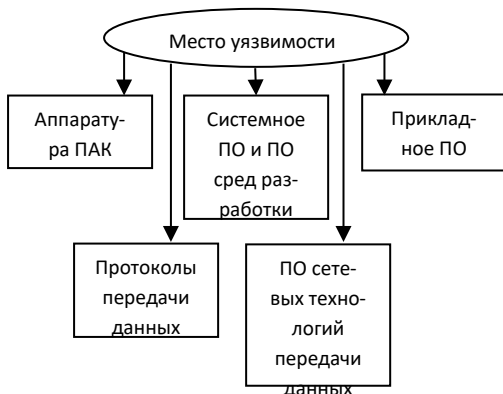 Место уязвимости
Аппарату-
ра ПАК
Системное
ПО и ПО
сред раз-
работки
Приклад-
ное ПО
Протоколы
передачи
данных
ПО сете-
вых техно-
логий
передачи
данных